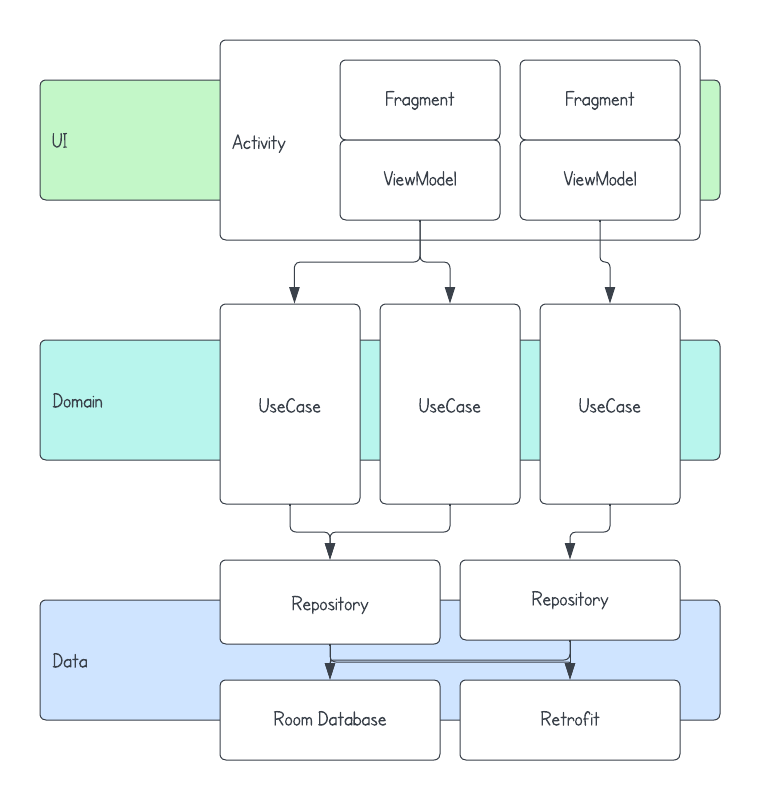 UI
Activity
Fragment
Fragment
ViewModel
ViewModel
Domain
UseCase
UseCase
UseCase
Data
Repository
Repository
Room Database
Retrofit